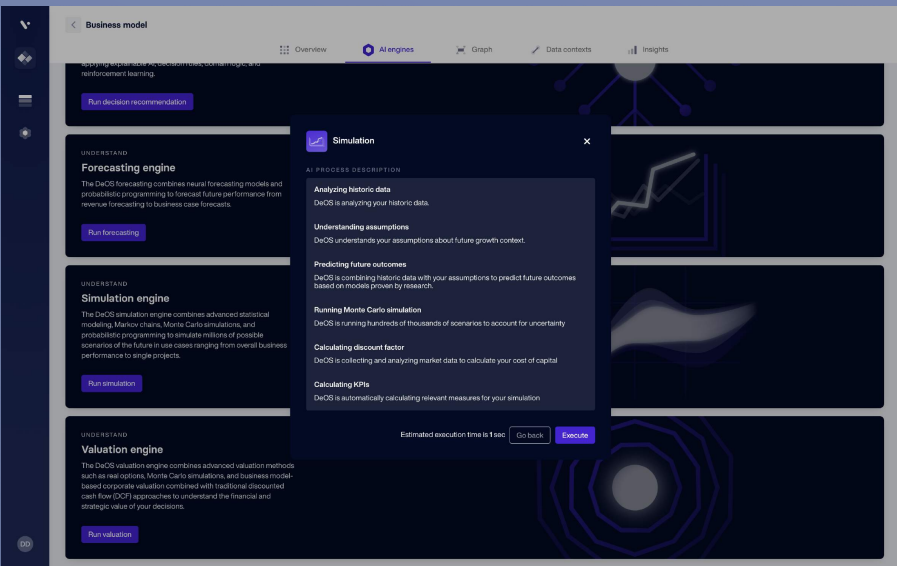 Business model
Overview
AI engines
Graph
Data contexts
Insights
applying explainable AI, decision rules, domain logic, and
reinforcement learning.
Run decision recommendation
UNDERSTAND
Forecasting engine
The DeOS forecasting combines neural forecasting models and
probabilistic programming to forecast future performance from
revenue forecasting to business case forecasts.
Run forecasting
UNDERSTAND
Simulation engine
The DeOS simulation engine combines advanced statistical
modeling, Markov chains, Monte Carlo simulations, and
probabilistic programming to simulate millions of possible
scenarios of the future in use cases ranging from overall business
performance to single projects.
Run simulation
UNDERSTAND
Valuation engine
The DeOS valuation engine combines advanced valuation methods
such as real options, Monte Carlo simulations, and business model-
based corporate valuation combined with traditional discounted
cash flow (DCF) approaches to understand the financial and
strategic value of your decisions.
Run valuation
DD
Simulation
AI PROCESS DESCRIPTION
Analyzing historic data
DeOS is analyzing your historic data.
Understanding assumptions
DeOS understands your assumptions about future growth context.
Predicting future outcomes
DeOS is combining historic data with your assumptions to predict future outcomes
based on models proven by research.
Running Monte Carlo simulation
DeOS is running hundreds of thousands of scenarios to account for uncertainty
Calculating discount factor
DeOS is collecting and analyzing market data to calculate your cost of capital
Calculating KPIs
DeOS is automatically calculating relevant measures for your simulation
Estimated execution time is 1 sec
Go back
Execute